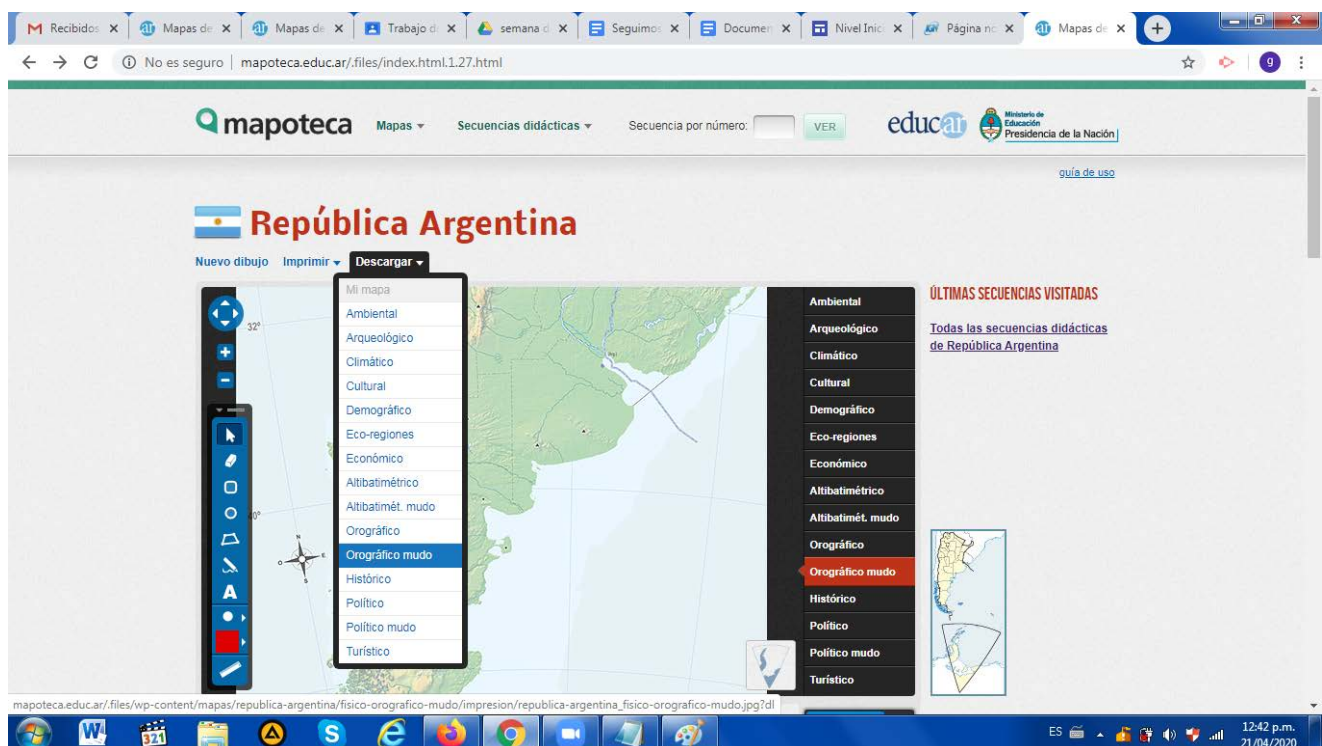 Recibidos
Mapas de
Mapas de
Trabajo d
semana d
Seguimos
Documen
Nivel Inic
Página no
Mapas de
No es seguro | mapoteca.educ.ar/.files/index.html.1.27.html
g
mapoteca Mapas Secuencias didácticas Secuencia por número: VER educar Ministerio de Educación Presidencia de la Nación
guía de uso
República Argentina
Nuevo dibujo Imprimir Descargar
Mi mapa
Ambiental
Arqueológico
Climático
Cultural
Demográfico
Eco-regiones
Económico
Altibatimétrico
Altibatimét. mudo
Orográfico
Orográfico mudo
Histórico
Político
Político mudo
Turístico
32°
40°
N
E
S
O
A
Ambiental
Arqueológico
Climático
Cultural
Demográfico
Eco-regiones
Económico
Altibatimétrico
Altibatimét. mudo
Orográfico
Orográfico mudo
Histórico
Político
Político mudo
Turístico
ÚLTIMAS SECUENCIAS VISITADAS
Todas las secuencias didácticas
de República Argentina
mapoteca.educ.ar/.files/wp-content/mapas/republica-argentina/fisico-orografico-mudo/impresion/republica-argentina_fisico-orografico-mudo.jpg?dl
321
ES
12:42 p.m.
21/04/2020